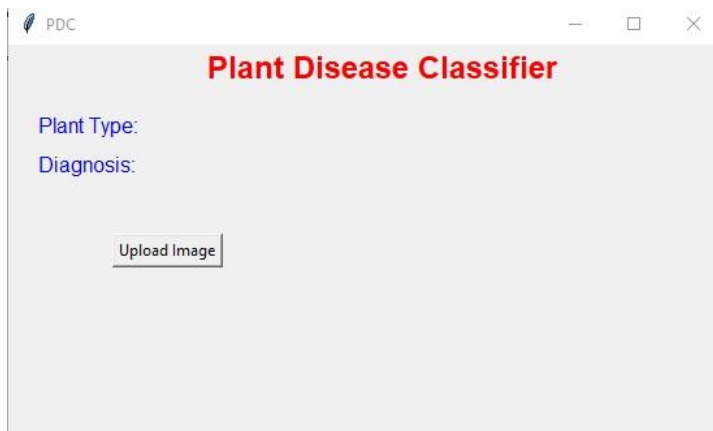 PDC
Plant Disease Classifier
Plant Type:
Diagnosis:
Upload Image